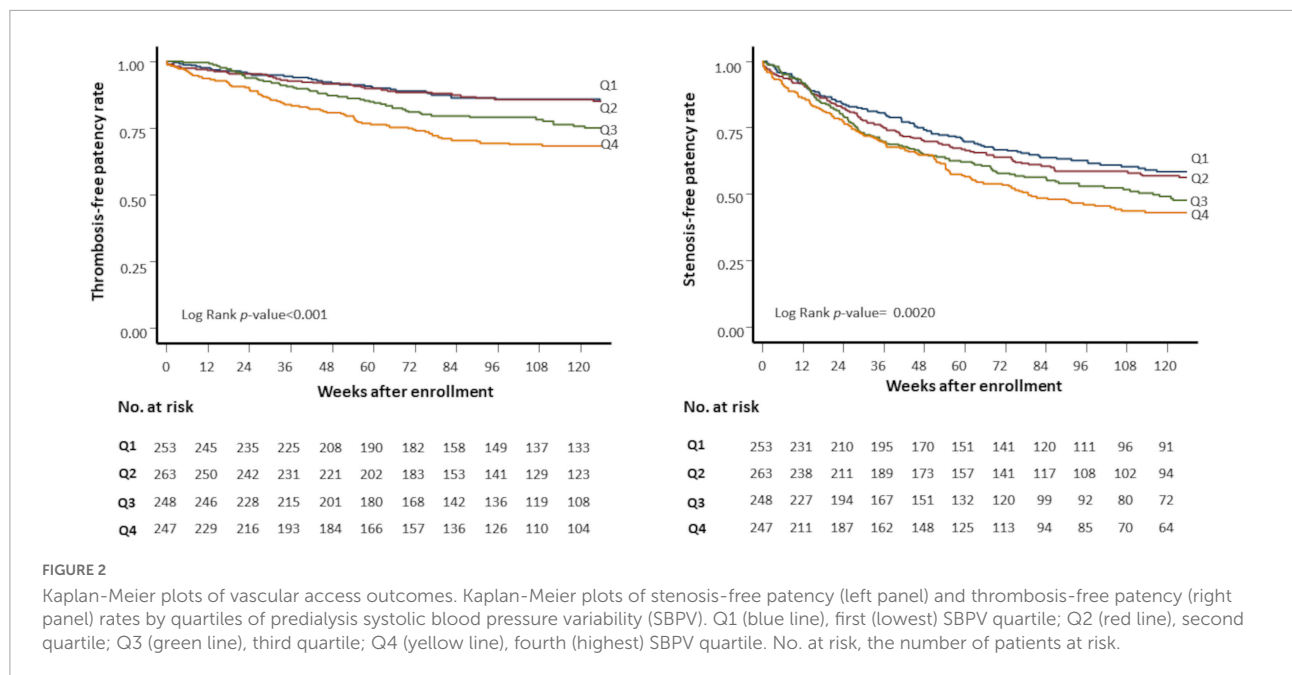 Thrombosis-free patency rate
1.00
0.75
0.50
0.25
0.00
Q1
Q2
Q3
Q4
Log Rank p-value<0.001
0 12 24 36 48 60 72 84 96 108 120
Weeks after enrollment
No. at risk
Q1 253 245 235 225 208 190 182 158 149 137 133
Q2 263 250 242 231 221 202 183 153 141 129 123
Q3 248 246 228 215 201 180 168 142 136 119 108
Q4 247 229 216 193 184 166 157 136 126 110 104
Stenosis-free patency rate
1.00
0.75
0.50
0.25
0.00
Q1
Q2
Q3
Q4
Log Rank p-value= 0.0020
0 12 24 36 48 60 72 84 96 108 120
Weeks after enrollment
No. at risk
Q1 253 231 210 195 170 151 141 120 111 96 91
Q2 263 238 211 189 173 157 141 117 108 102 94
Q3 248 227 194 167 151 132 120 99 92 80 72
Q4 247 211 187 162 148 125 113 94 85 70 64
FIGURE 2
Kaplan-Meier plots of vascular access outcomes. Kaplan-Meier plots of stenosis-free patency (left panel) and thrombosis-free patency (right
panel) rates by quartiles of predialysis systolic blood pressure variability (SBPV). Q1 (blue line), first (lowest) SBPV quartile; Q2 (red line), second
quartile; Q3 (green line), third quartile; Q4 (yellow line), fourth (highest) SBPV quartile. No. at risk, the number of patients at risk.